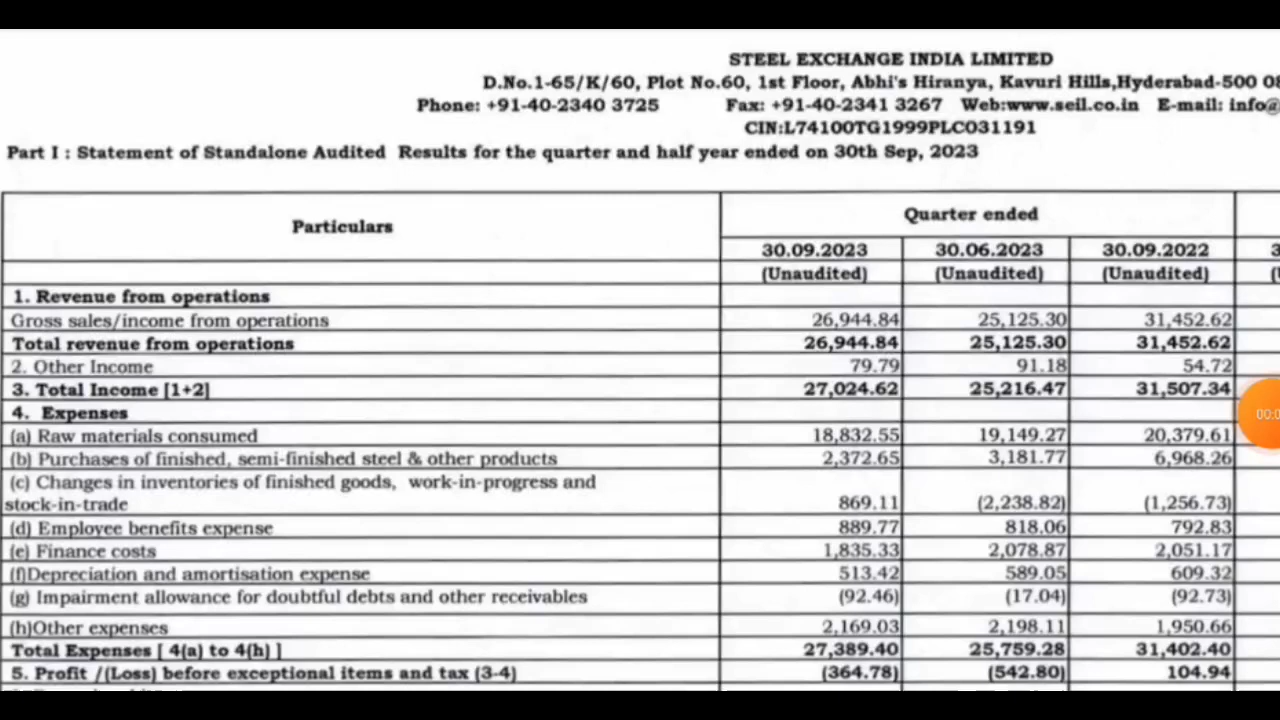 STEEL EXCHANGE INDIA LIMITED
D.No.1-65/K/60, Plot No.60, 1st Floor, Abhi's Hiranya, Kavuri Hills,Hyderabad-500 08
Phone: +91-40-2340 3725 Fax: +91-40-2341 3267 Web:www.seil.co.in E-mail: info@
CIN:L74100TG1999PLC031191
Part I : Statement of Standalone Audited Results for the quarter and half year ended on 30th Sep, 2023
Particulars Quarter ended
30.09.2023 30.06.2023 30.09.2022 3
(Unaudited) (Unaudited) (Unaudited) (
1. Revenue from operations
Gross sales/income from operations 26,944.84 25,125.30 31,452.62
Total revenue from operations 26,944.84 25,125.30 31,452.62
2. Other Income 79.79 91.18 54.72
3. Total Income [1+2] 27,024.62 25,216.47 31,507.34
4. Expenses
00:0
(a) Raw materials consumed 18,832.55 19,149.27 20,379.61
(b) Purchases of finished, semi-finished steel & other products 2,372.65 3,181.77 6,968.26
(c) Changes in inventories of finished goods, work-in-progress and
stock-in-trade 869.11 (2,238.82) (1,256.73)
(d) Employee benefits expense 889.77 818.06 792.83
(e) Finance costs 1,835.33 2,078.87 2,051.17
(f)Depreciation and amortisation expense 513.42 589.05 609.32
(g) Impairment allowance for doubtful debts and other receivables (92.46) (17.04) (92.73)
(h)Other expenses 2,169.03 2,198.11 1,950.66
Total Expenses [ 4(a) to 4(h) ] 27,389.40 25,759.28 31,402.40
5. Profit /(Loss) before exceptional items and tax (3-4) (364.78) (542.80) 104.94